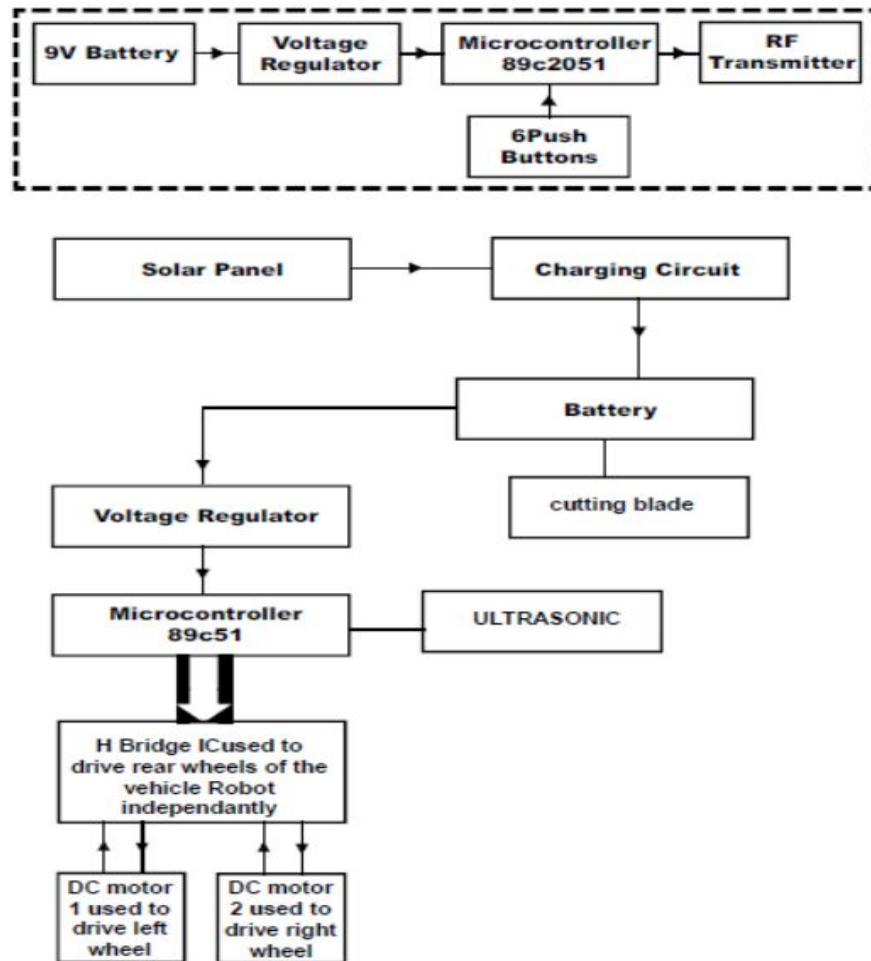 9V Battery
Voltage
Regulator
Microcontroller
89c2051
RF
Transmitter
6Push
Buttons
Solar Panel
Charging Circuit
Battery
cutting blade
Voltage Regulator
Microcontroller
89c51
ULTRASONIC
H Bridge ICused to
drive rear wheels of the
vehicle Robot
independantly
DC motor
1 used to
drive left
wheel
DC motor
2 used to
drive right
wheel